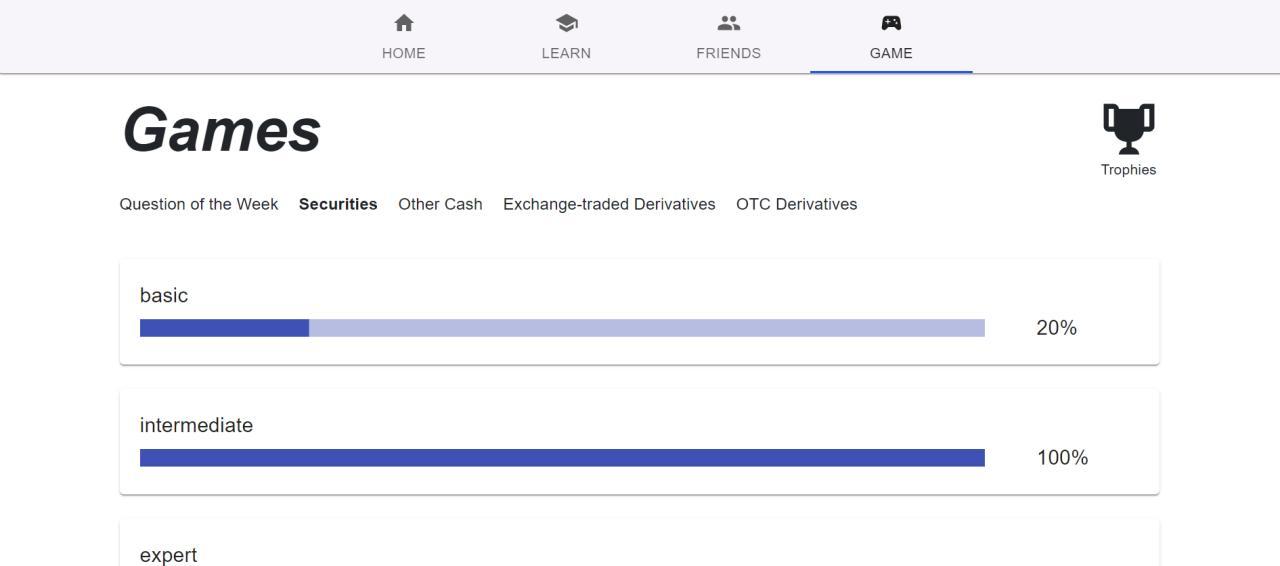 HOME LEARN FRIENDS GAME
Games
Trophies
Question of the Week Securities Other Cash Exchange-traded Derivatives OTC Derivatives
basic
20%
intermediate
100%
expert